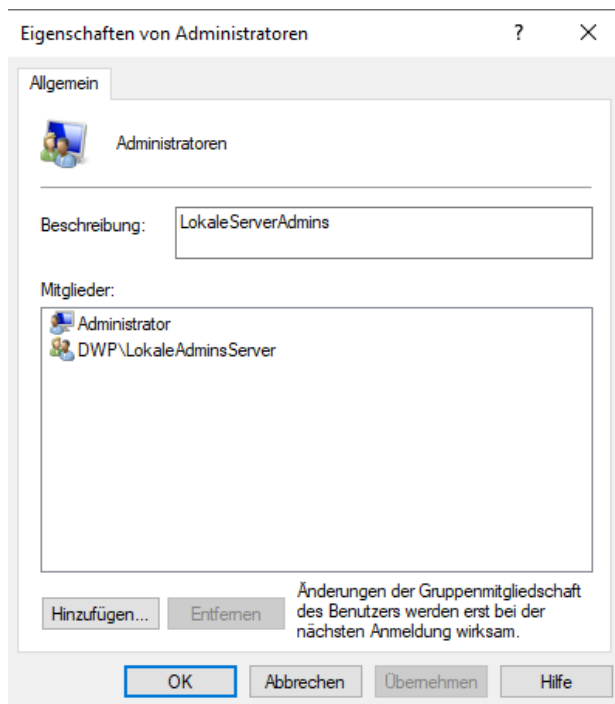 Eigenschaften von Administratoren
?
Allgemein
Administratoren
Beschreibung:
LokaleServerAdmins
Mitglieder:
Administrator
DWP\LokaleAdminsServer
Hinzufügen...
Entfernen
Änderungen der Gruppenmitgliedschaft
des Benutzers werden erst bei der
nächsten Anmeldung wirksam.
OK
Abbrechen
Übernehmen
Hilfe